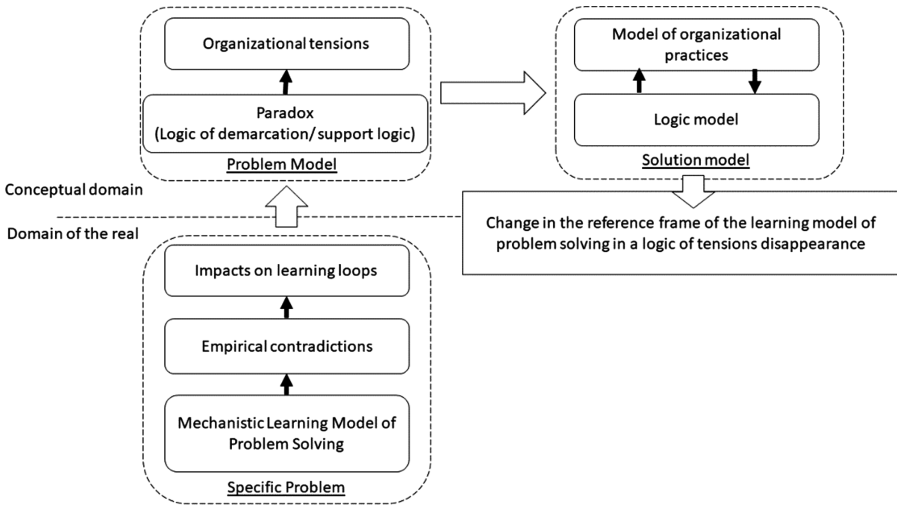 Organizational tensions
Paradox
(Logic of demarcation/ support logic)
Problem Model
Model of organizational
practices
Logic model
Solution model
Conceptual domain
Domain of the real
Change in the reference frame of the learning model of
problem solving in a logic of tensions disappearance
Impacts on learning loops
Empirical contradictions
Mechanistic Learning Model of
Problem Solving
Specific Problem